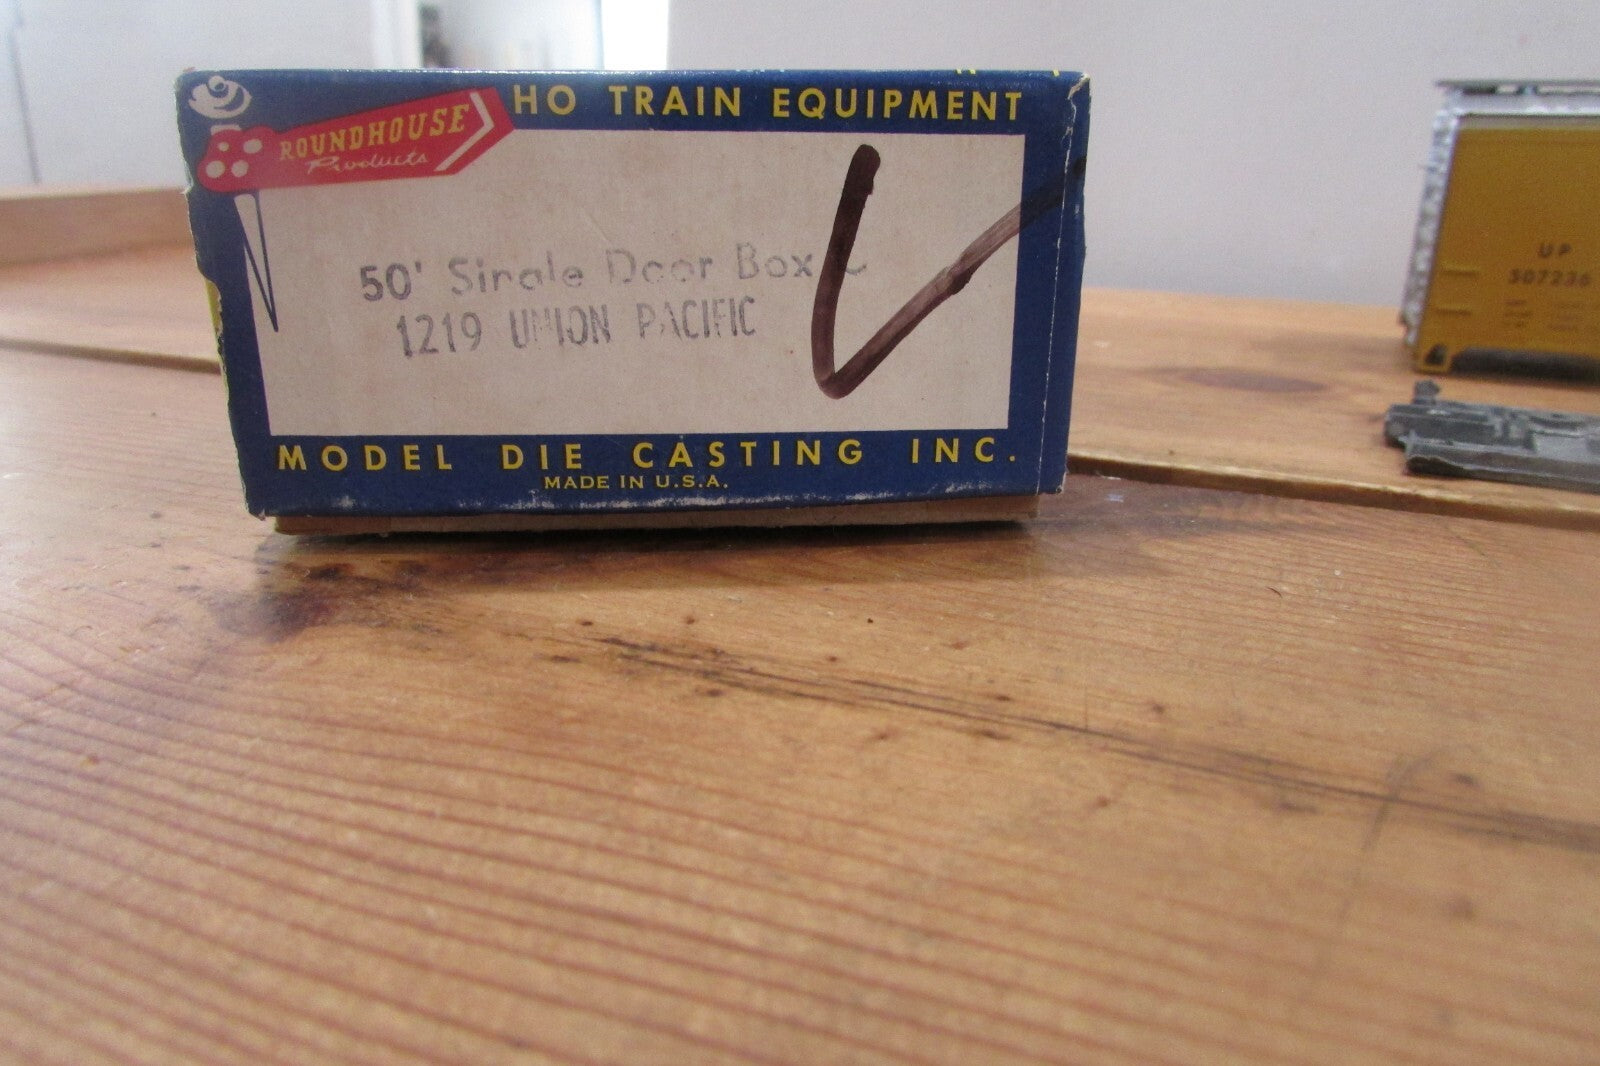 HO TRAIN EQUIPMENT
ROUNDHOUSE
Products
50' Single Door Box C
1219 UNION PACIFIC
MODEL DIE CASTING INC.
MADE IN U.S.A.
UP
507236